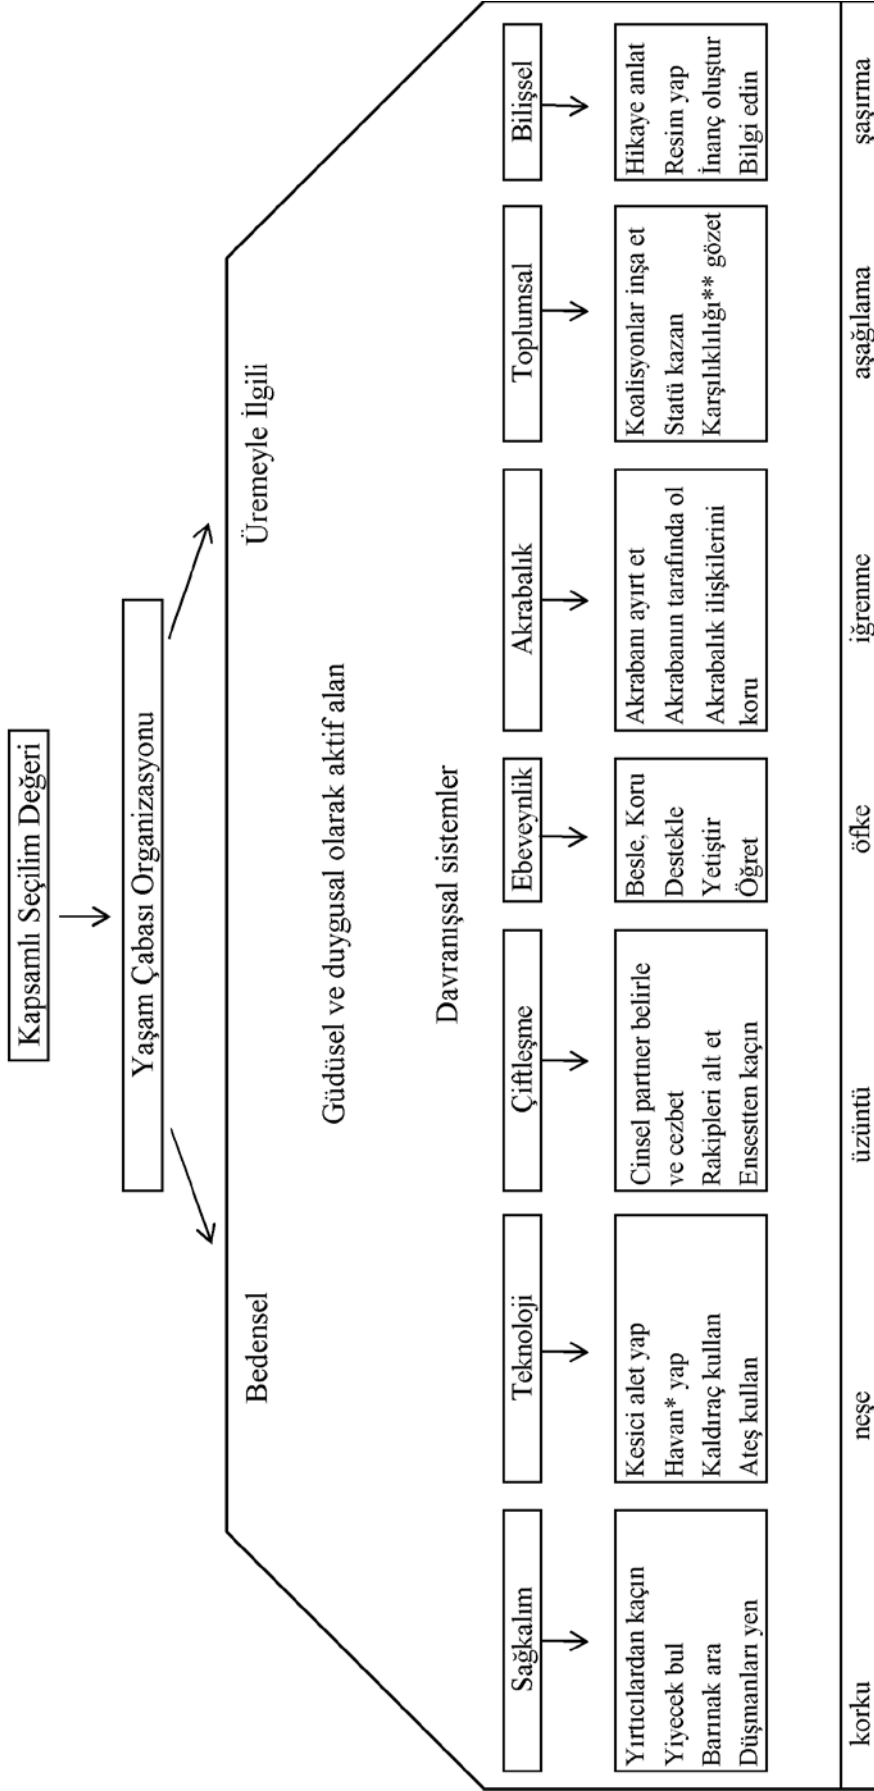 Kapsamlı Seçilim Değeri
Yaşam Çabası Organizasyonu
Bedensel
Üremeyle İlgili
Güdüsel ve duygusal olarak aktif alan
Davranışsal sistemler
Sağkalım
Yırtıcılardan kaçın
Yiyecek bul
Barınak ara
Düşmanları yen
Teknoloji
Kesici alet yap
Havan* yap
Kaldıraç kullan
Ateş kullan
Çiftleşme
Cinsel partner belirle
ve cezbet
Rakipleri alt et
Ensestten kaçın
Ebeveynlik
Besle, Koru
Destekle
Yetiştir
Öğret
Akrabalık
Akrabanı ayırt et
Akrabanın tarafında ol
Akrabalık ilişkilerini
koru
Toplumsal
Koalisyonlar inşa et
Statü kazan
Karşılıklılığı** gözet
Bilişsel
Hikaye anlat
Resim yap
İnanç oluştur
Bilgi edin
korku
neşe
üzüntü
öfke
iğrenme
aşağılama
şaşırma